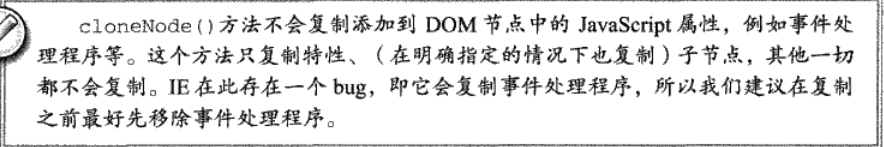 cloneNode()方法不会复制添加到 DOM 节点中的 JavaScript 属性，例如事件处
理程序等。这个方法只复制特性、（在明确指定的情况下也复制）子节点，其他一切
都不会复制。IE 在此存在一个 bug，即它会复制事件处理程序，所以我们建议在复制
之前最好先移除事件处理程序。